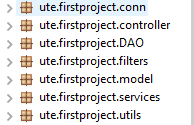 ute.firstproject.conn
ute.firstproject.controller
ute.firstproject.DAO
ute.firstproject.filters
ute.firstproject.model
ute.firstproject.services
ute.firstproject.utils